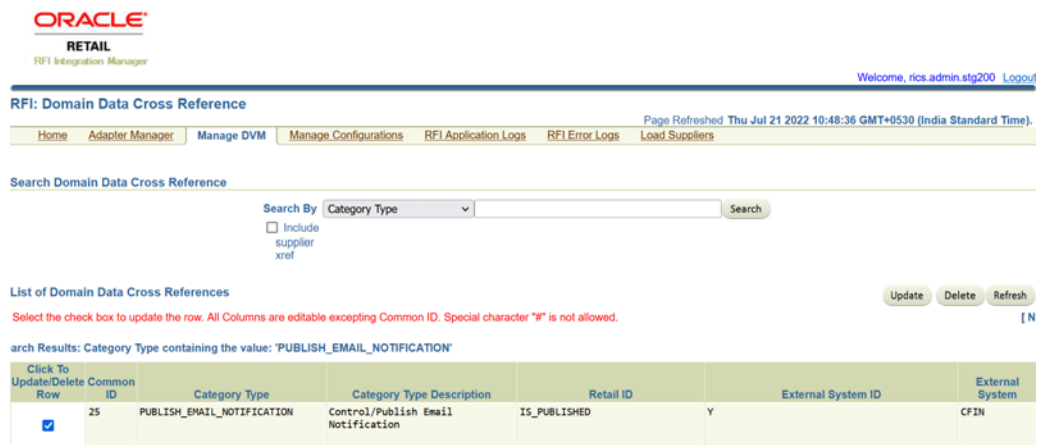 ORACLE®
RETAIL
RFI Integration Manager
Welcome, rics.admin.stg200 Logout
RFI: Domain Data Cross Reference
Page Refreshed Thu Jul 21 2022 10:48:36 GMT+0530 (India Standard Time).
Home Adapter Manager Manage DVM Manage Configurations RFI Application Logs RFI Error Logs Load Suppliers
Search Domain Data Cross Reference
Search By Category Type Search
Include
supplier
xref
List of Domain Data Cross References
Update Delete Refresh
Select the check box to update the row. All Columns are editable excepting Common ID. Special character "#" is not allowed. [ N
arch Results: Category Type containing the value: 'PUBLISH_EMAIL_NOTIFICATION'
Click To
Update/Delete Common External
Row ID Category Type Category Type Description Retail ID External System ID System
25 PUBLISH_EMAIL_NOTIFICATION Control/Publish Email IS_PUBLISHED Y CFIN
Notification